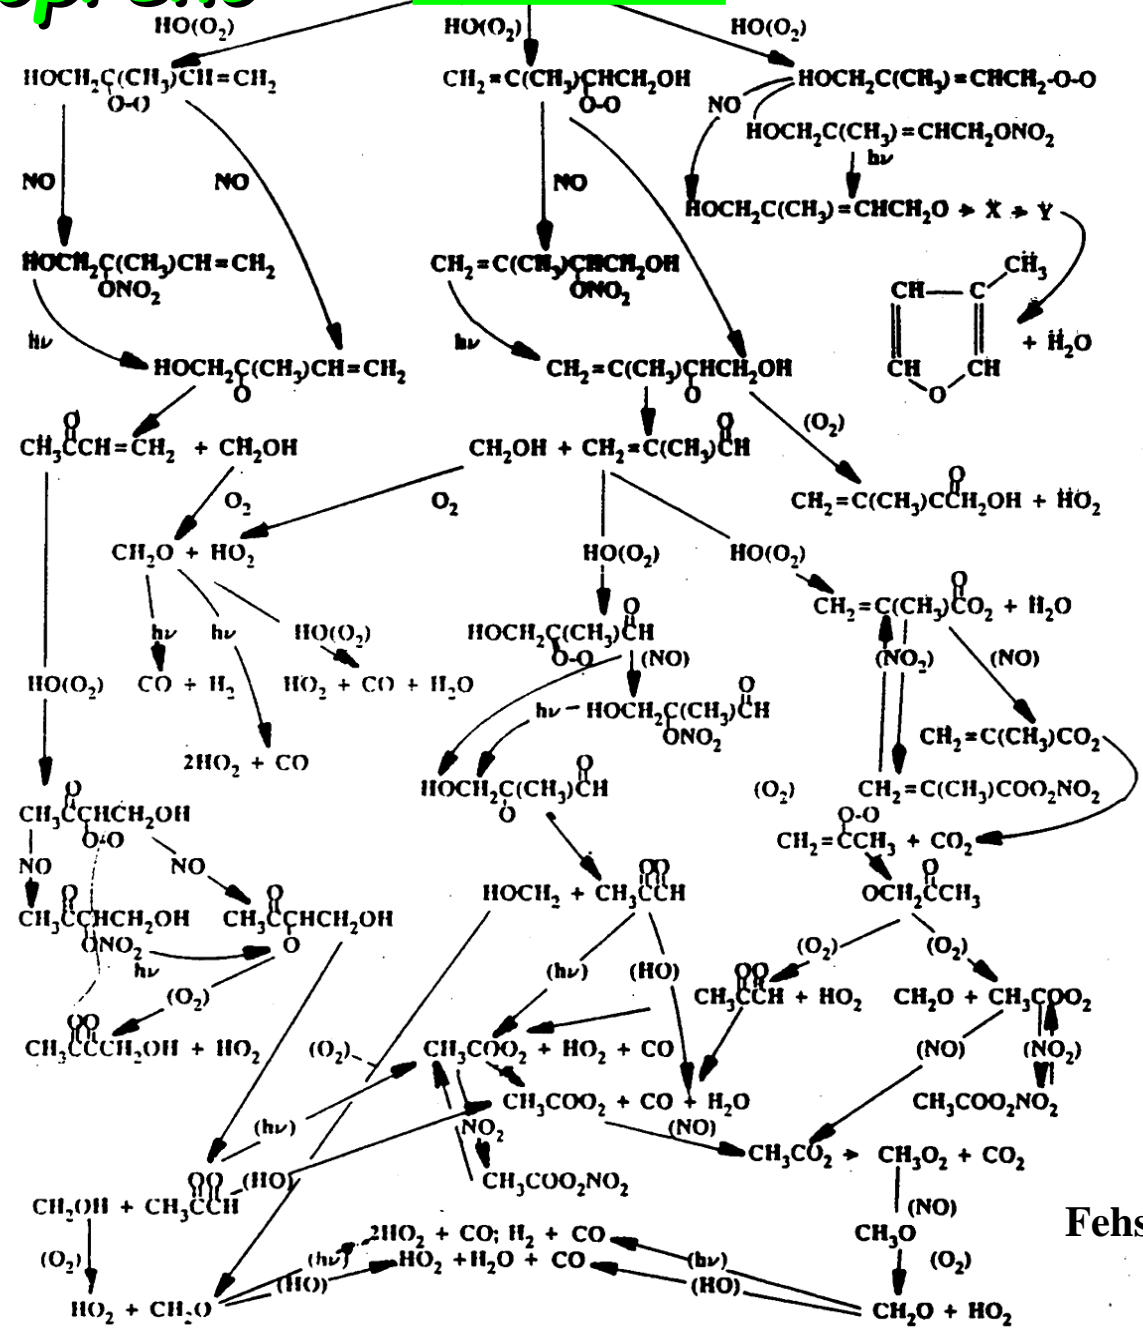 HO(O₂) HO(O₂) HO(O₂)
HOCH₂C(CH₃)CH=CH₂ CH₂=C(CH₃)CHCH₂OH HOCH₂C(CH₃)=CHCH₂-O-O
O-O O-O NO
HOCH₂C(CH₃)=CHCH₂ONO₂
hν
NO NO NO
HOCH₂C(CH₃)=CHCH₂O X Y
HOCH₂C(CH₃)CH=CH₂ CH₂=C(CH₃)CHCH₂OH CH₃
ONO₂ ONO₂ CH C
hν hν + H₂O
HOCH₂C(CH₃)CH=CH₂ CH₂=C(CH₃)CHCH₂OH CH CH
O O O
O O (O₂)
CH₃CCH=CH₂ + CH₂OH CH₂OH + CH₂=C(CH₃)CH
O₂ O₂ O
CH₂=C(CH₃)CCH₂OH + HO₂
CH₂O + HO₂ HO(O₂) HO(O₂)
O
CH₂=C(CH₃)CO₂ + H₂O
hν hν HO(O₂) O
HOCH₂C(CH₃)CH
O-O (NO) (NO₂) (NO)
HO(O₂) CO + H₂ HO₂ + CO + H₂O
O
hν HOCH₂C(CH₃)CH
ONO₂ CH₂=C(CH₃)CO₂
2HO₂ + CO O
HOCH₂C(CH₃)CH (O₂) CH₂=C(CH₃)COO₂NO₂
O O
CH₃CCHCH₂OH O-O
O-O CH₂=CCH₃ + CO₂
NO NO
O O OO O
CH₃CCHCH₂OH CH₃CCHCH₂OH HOCH₂ + CH₃CCH OCH₂CCH₃
ONO₂ O
hν (O₂) (O₂)
(hν) (HO) OO
(O₂) CH₃CCH + HO₂ CH₂O + CH₃COO₂
OO
CH₃CCCH₂OH + HO₂ (O₂) CH₃COO₂ + HO₂ + CO (NO) (NO₂)
CH₃COO₂ + CO + H₂O CH₃COO₂NO₂
(hν) NO₂ (NO)
CH₃CO₂ CH₃O₂ + CO₂
OO (HO) CH₃COO₂NO₂
CH₂OH + CH₃CCH (NO)
2HO₂ + CO; H₂ + CO CH₃O
(O₂) (hν) HO₂ + H₂O + CO (hν) (O₂)
(HO) (HO)
HO₂ + CH₂O CH₂O + HO₂